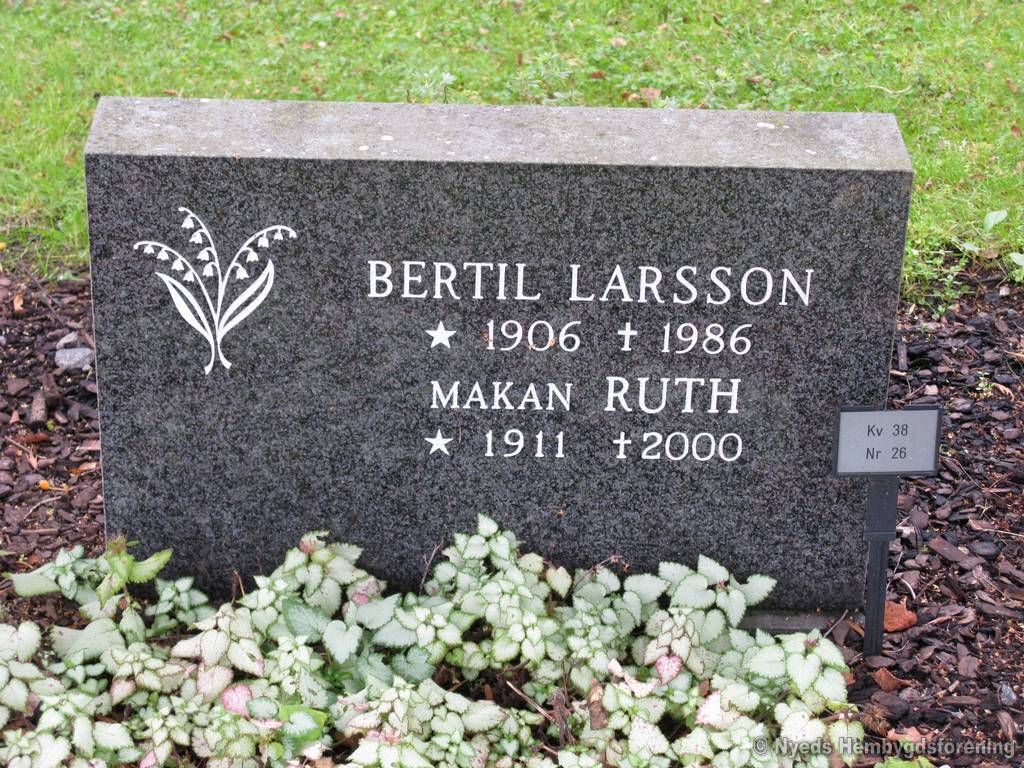 BERTIL LARSSON
★ 1906 ✝ 1986
MAKAN RUTH
★ 1911 ✝ 2000
Kv 38
Nr 26
© Nyeds Hembygdsförening